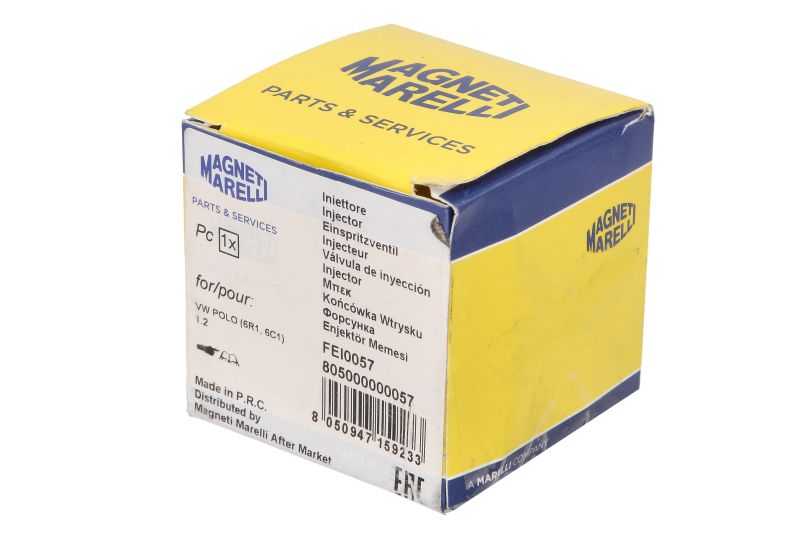 MAGNETI
MARELLI
PARTS & SERVICES
MAGNETI
MARELLI
PARTS & SERVICES
Pc 1x
for/pour:
VW POLO (6R1, 6C1)
1.2
Made in P.R.C.
Distributed by
Magneti Marelli After Market
Iniettore
Injector
Einspritzventil
Injecteur
Válvula de inyección
Injector
Μπεκ
Końcówka Wtrysku
Форсунка
Enjektör Memesi
FEI0057
805000000057
8 050947 159233
EAC
MAGNETI
MARELLI
A MARELLI COMPANY